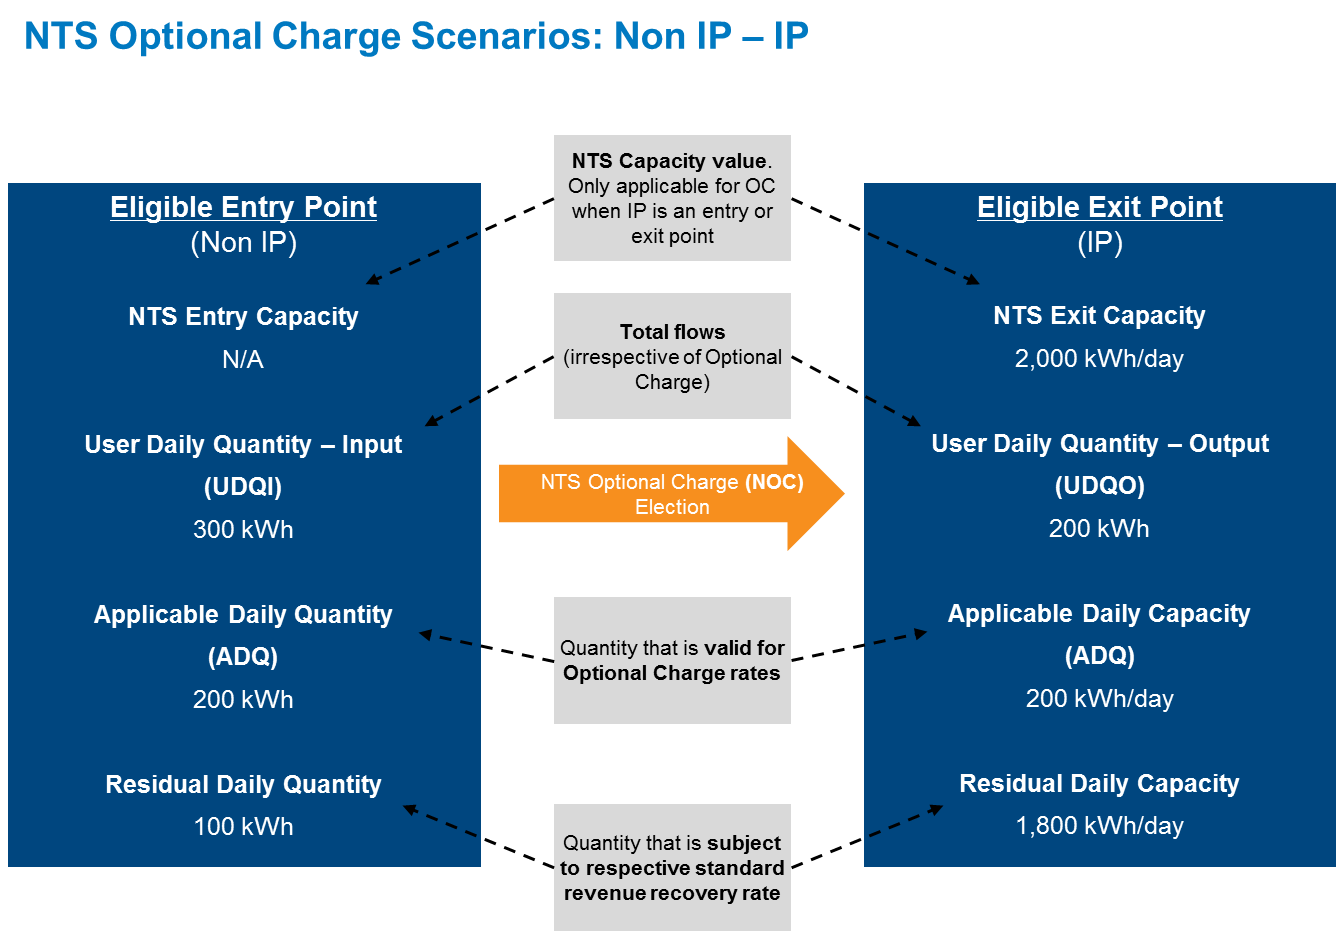 NTS Optional Charge Scenarios: Non IP – IP
Eligible Entry Point
(Non IP)
NTS Entry Capacity
N/A
User Daily Quantity – Input
(UDQI)
300 kWh
Applicable Daily Quantity
(ADQ)
200 kWh
Residual Daily Quantity
100 kWh
NTS Capacity value.
Only applicable for OC
when IP is an entry or
exit point
Total flows
(irrespective of Optional
Charge)
NTS Optional Charge (NOC)
Election
Quantity that is valid for
Optional Charge rates
Quantity that is subject
to respective standard
revenue recovery rate
Eligible Exit Point
(IP)
NTS Exit Capacity
2,000 kWh/day
User Daily Quantity – Output
(UDQO)
200 kWh
Applicable Daily Capacity
(ADQ)
200 kWh/day
Residual Daily Capacity
1,800 kWh/day